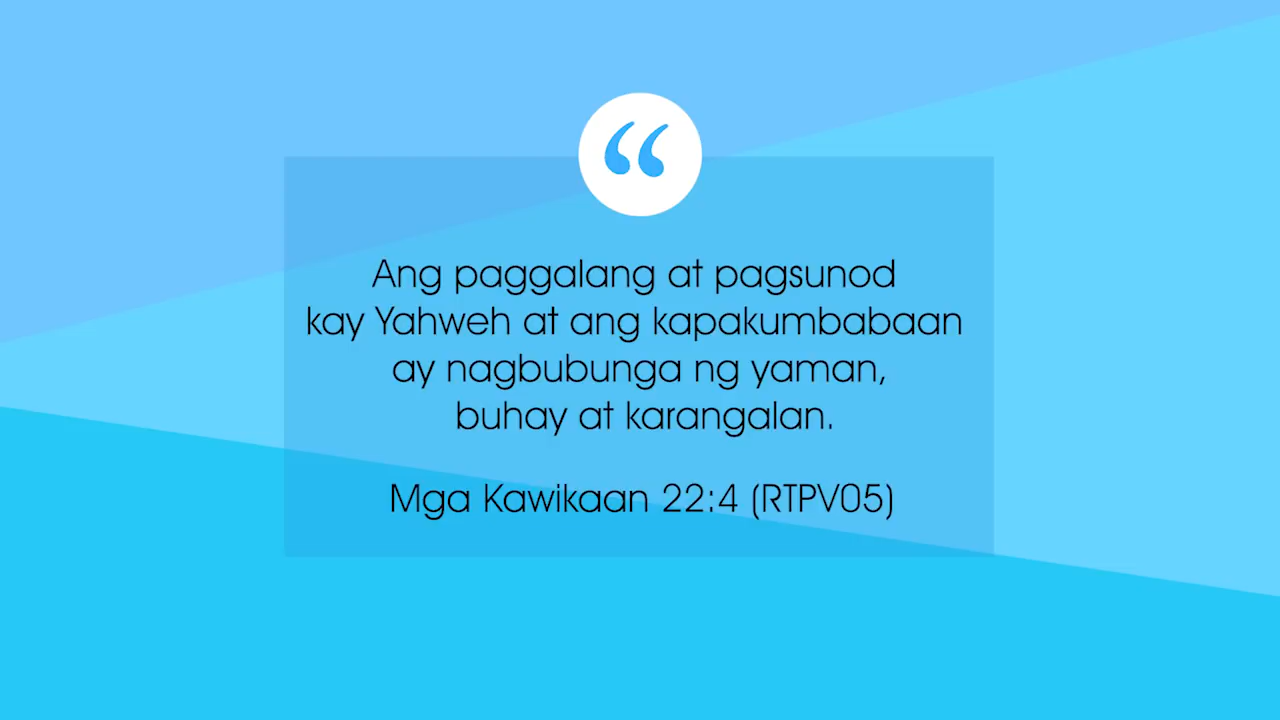 “
Ang paggalang at pagsunod
kay Yahweh at ang kapakumbabaan
ay nagbubunga ng yaman,
buhay at karangalan.
Mga Kawikaan 22:4 (RTPV05)